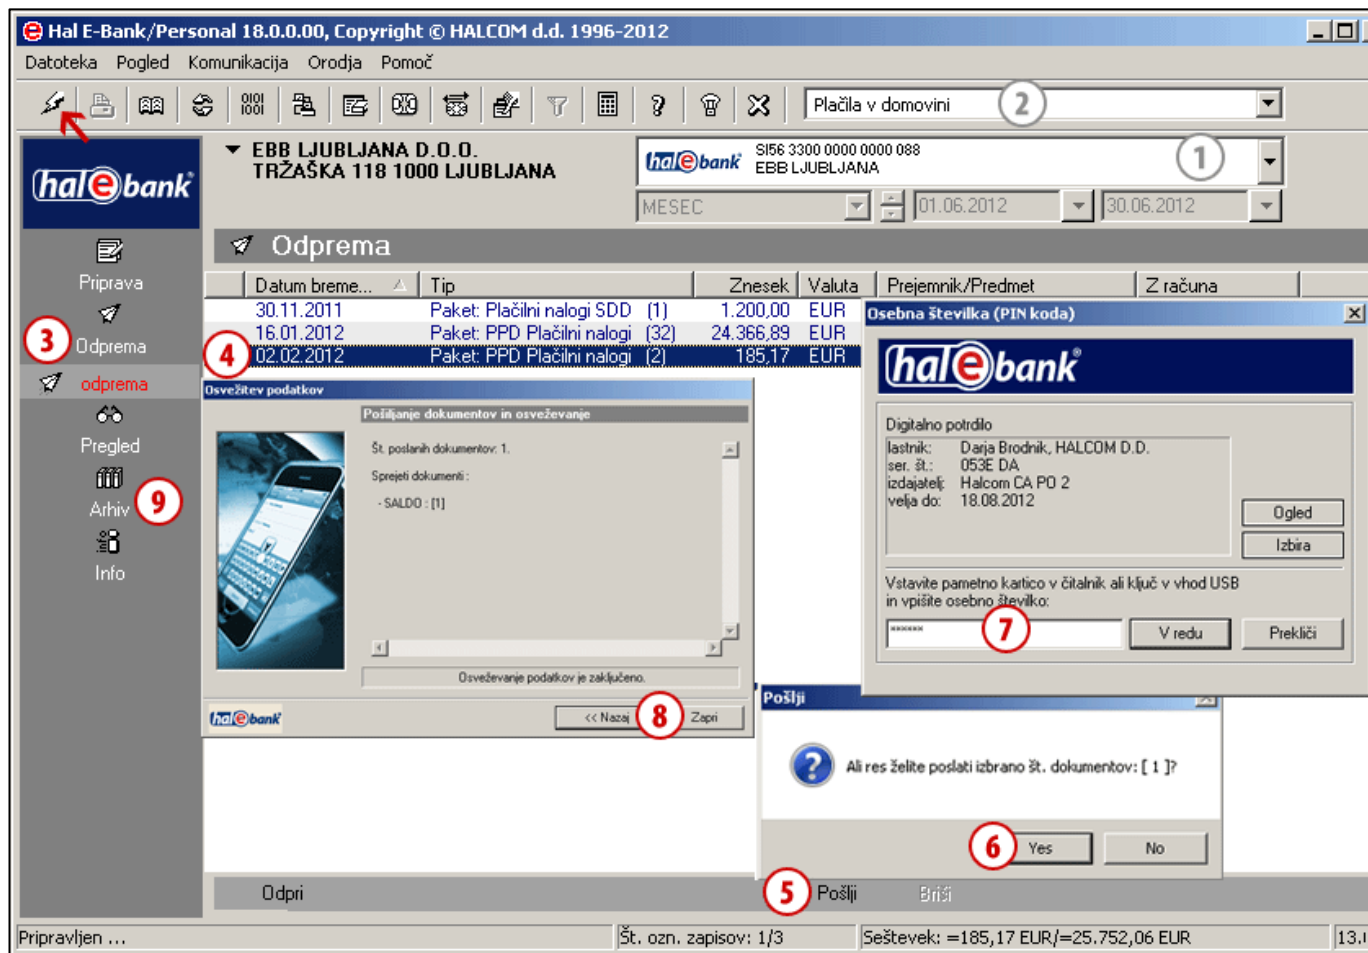 Hal E-Bank/Personal 18.0.0.00, Copyright © HALCOM d.d. 1996-2012
Datoteka Pogled Komunikacija Orodja Pomoč
Plačila v domovini 2
EBB LJUBLJANA D.O.O.
TRŽAŠKA 118 1000 LJUBLJANA
hal e bank
SI56 3300 0000 0000 088
EBB LJUBLJANA
1
hal e bank
MESEC 01.06.2012 30.06.2012
Odprema
Priprava
3 Odprema
odprema
Pregled
Arhiv 9
Info
Datum breme... Tip Znesek Valuta Prejemnik/Predmet Z računa
30.11.2011 Paket: Plačilni nalogi SDD (1) 1.200,00 EUR
16.01.2012 Paket: PPD Plačilni nalogi (32) 24.366,89 EUR
4 02.02.2012 Paket: PPD Plačilni nalogi (2) 185,17 EUR
Osvežitev podatkov
Pošiljanje dokumentov in osveževanje
Št. poslanih dokumentov: 1.
Sprejeti dokumenti :
- SALDO : [1]
Osveževanje podatkov je zaključeno.
hal e bank
<< Nazaj 8 Zapri
Osebna številka (PIN koda)
hal e bank
Digitalno potrdilo
lastnik: Darja Brodnik, HALCOM D.D.
ser. št.: 053E DA
izdajatelj: Halcom CA PO 2
velja do: 18.08.2012
Ogled
Izbira
Vstavite pametno kartico v čitalnik ali ključ v vhod USB
in vpišite osebno številko:
****** 7 V redu Prekliči
Pošlji
Ali res želite poslati izbrano št. dokumentov: [ 1 ]?
6 Yes No
Odpri 5 Pošlji Briši
Pripravljen ... Št. ozn. zapisov: 1/3 Seštevek: =185,17 EUR/=25.752,06 EUR 13.